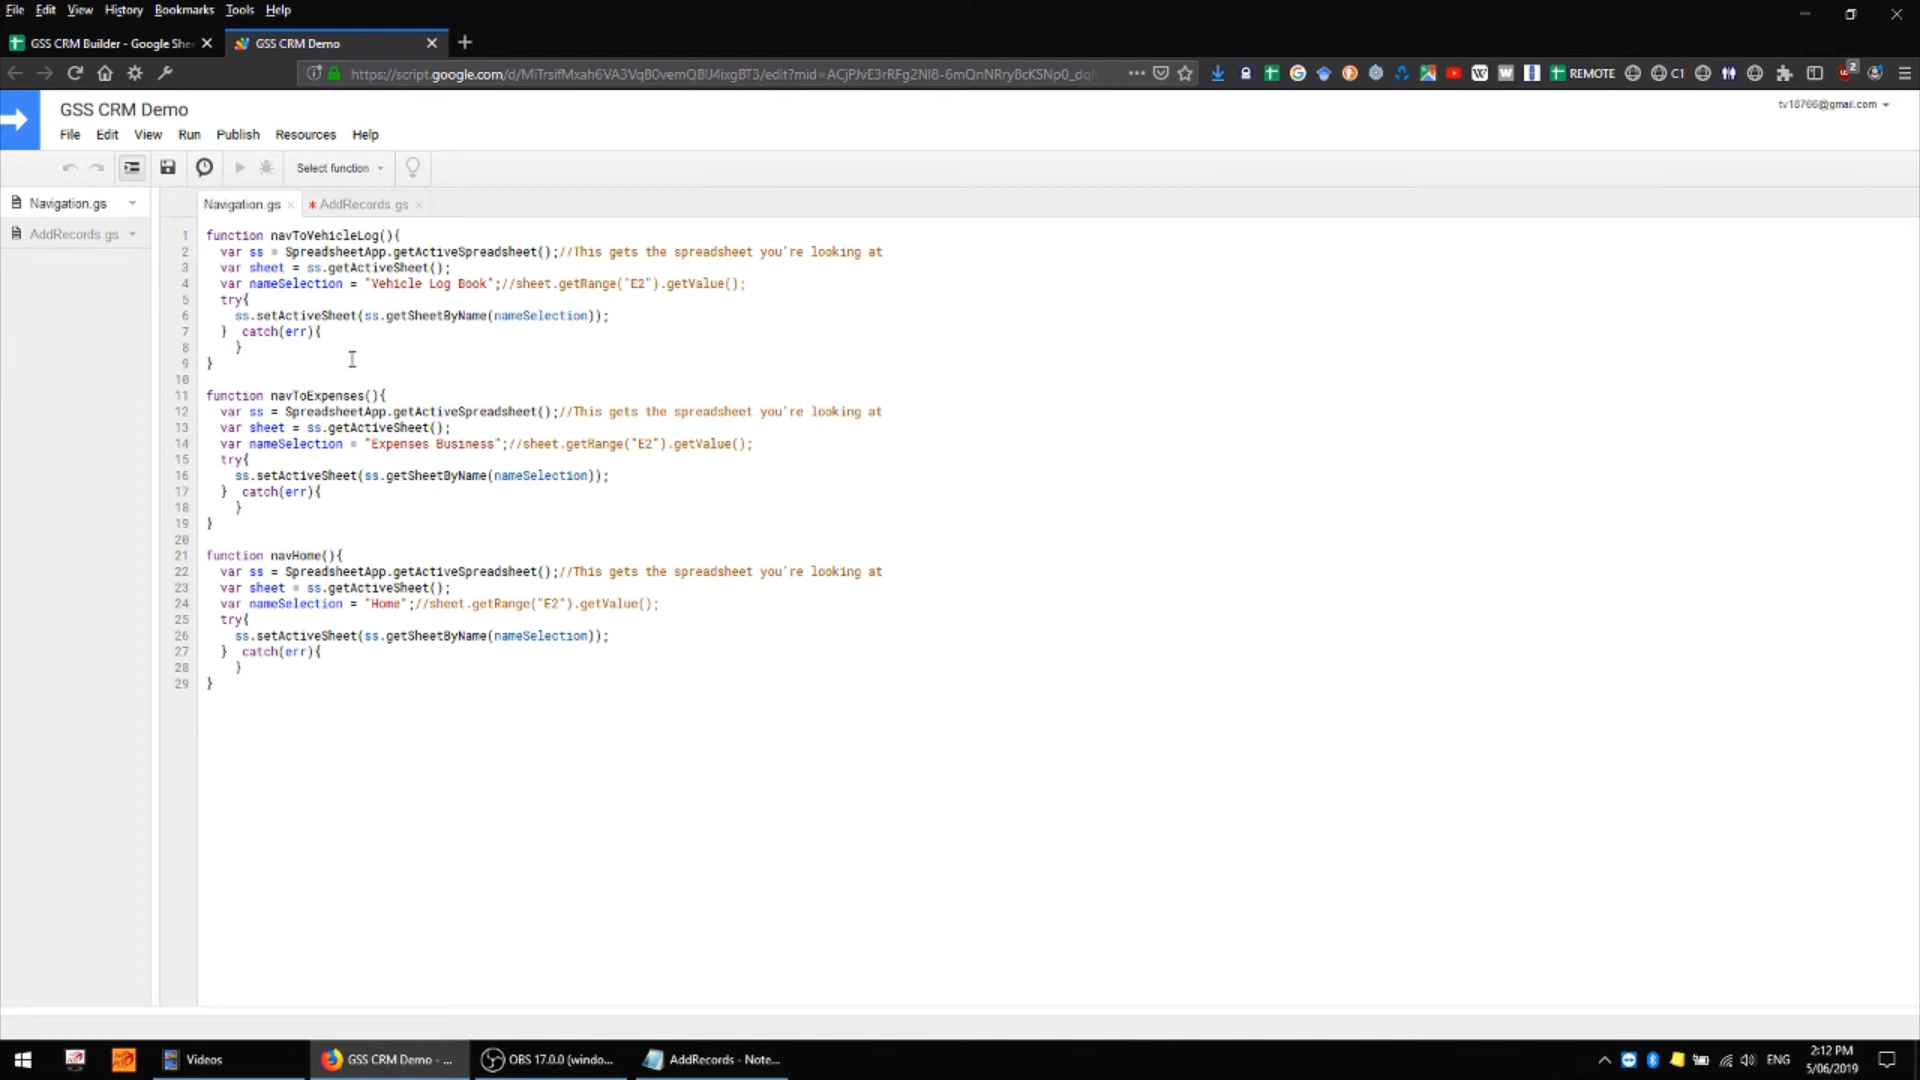 File Edit View History Bookmarks Tools Help
GSS CRM Builder - Google She
GSS CRM Demo
https://script.google.com/d/MiTrsifMxah6VA3VqB0vemQBlJ4ixgBT3/edit?mid=ACjPJvE3rRFg2Nl8-6mQnNRryBcKSNp0_dq
REMOTE
C1
2
GSS CRM Demo
tv18766@gmail.com
File Edit View Run Publish Resources Help
Select function
Navigation.gs
AddRecords.gs
Navigation.gs
* AddRecords.gs
1 function navToVehicleLog(){
2 var ss = SpreadsheetApp.getActiveSpreadsheet();//This gets the spreadsheet you're looking at
3 var sheet = ss.getActiveSheet();
4 var nameSelection = "Vehicle Log Book";//sheet.getRange("E2").getValue();
5 try{
6 ss.setActiveSheet(ss.getSheetByName(nameSelection));
7 } catch(err){
8 }
9 }
10
11 function navToExpenses(){
12 var ss = SpreadsheetApp.getActiveSpreadsheet();//This gets the spreadsheet you're looking at
13 var sheet = ss.getActiveSheet();
14 var nameSelection = "Expenses Business";//sheet.getRange("E2").getValue();
15 try{
16 ss.setActiveSheet(ss.getSheetByName(nameSelection));
17 } catch(err){
18 }
19 }
20
21 function navHome(){
22 var ss = SpreadsheetApp.getActiveSpreadsheet();//This gets the spreadsheet you're looking at
23 var sheet = ss.getActiveSheet();
24 var nameSelection = "Home";//sheet.getRange("E2").getValue();
25 try{
26 ss.setActiveSheet(ss.getSheetByName(nameSelection));
27 } catch(err){
28 }
29 }
Videos
GSS CRM Demo - ...
OBS 17.0.0 (windo...
AddRecords - Note...
ENG
2:12 PM
5/06/2019